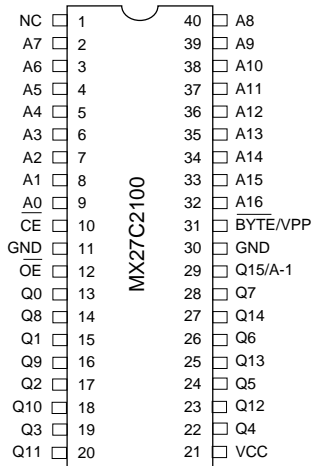 NC 1 40 A8
A7 2 39 A9
A6 3 38 A10
A5 4 37 A11
A4 5 36 A12
A3 6 35 A13
A2 7 34 A14
A1 8 33 A15
A0 9 32 A16
CE 10 31 BYTE/VPP
GND 11 30 GND
OE 12 29 Q15/A-1
Q0 13 28 Q7
Q8 14 27 Q14
Q1 15 26 Q6
Q9 16 25 Q13
Q2 17 24 Q5
Q10 18 23 Q12
Q3 19 22 Q4
Q11 20 21 VCC
MX27C2100